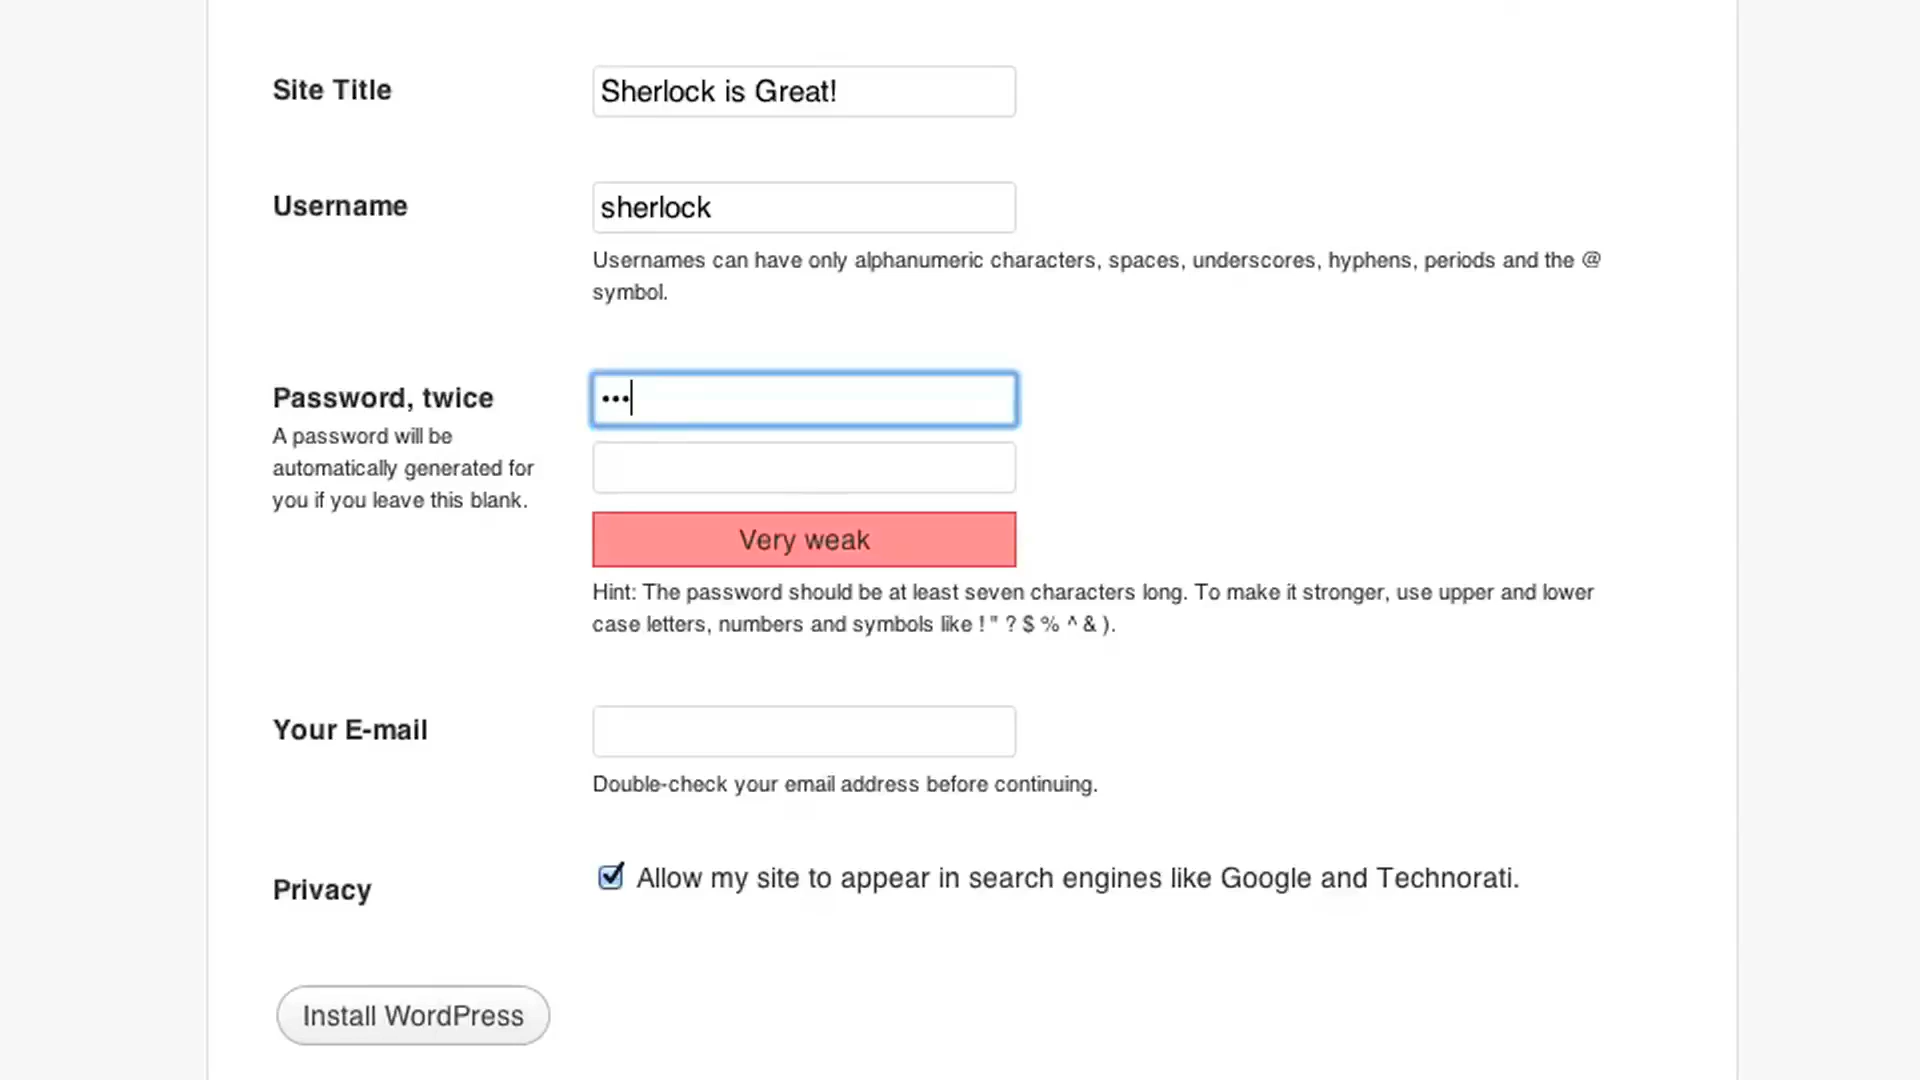 Site Title
Sherlock is Great!
Username
sherlock
Usernames can have only alphanumeric characters, spaces, underscores, hyphens, periods and the @
symbol.
Password, twice
•••
A password will be
automatically generated for
you if you leave this blank.
Very weak
Hint: The password should be at least seven characters long. To make it stronger, use upper and lower
case letters, numbers and symbols like ! " ? $ % ^ & ).
Your E-mail
Double-check your email address before continuing.
Privacy
Allow my site to appear in search engines like Google and Technorati.
Install WordPress